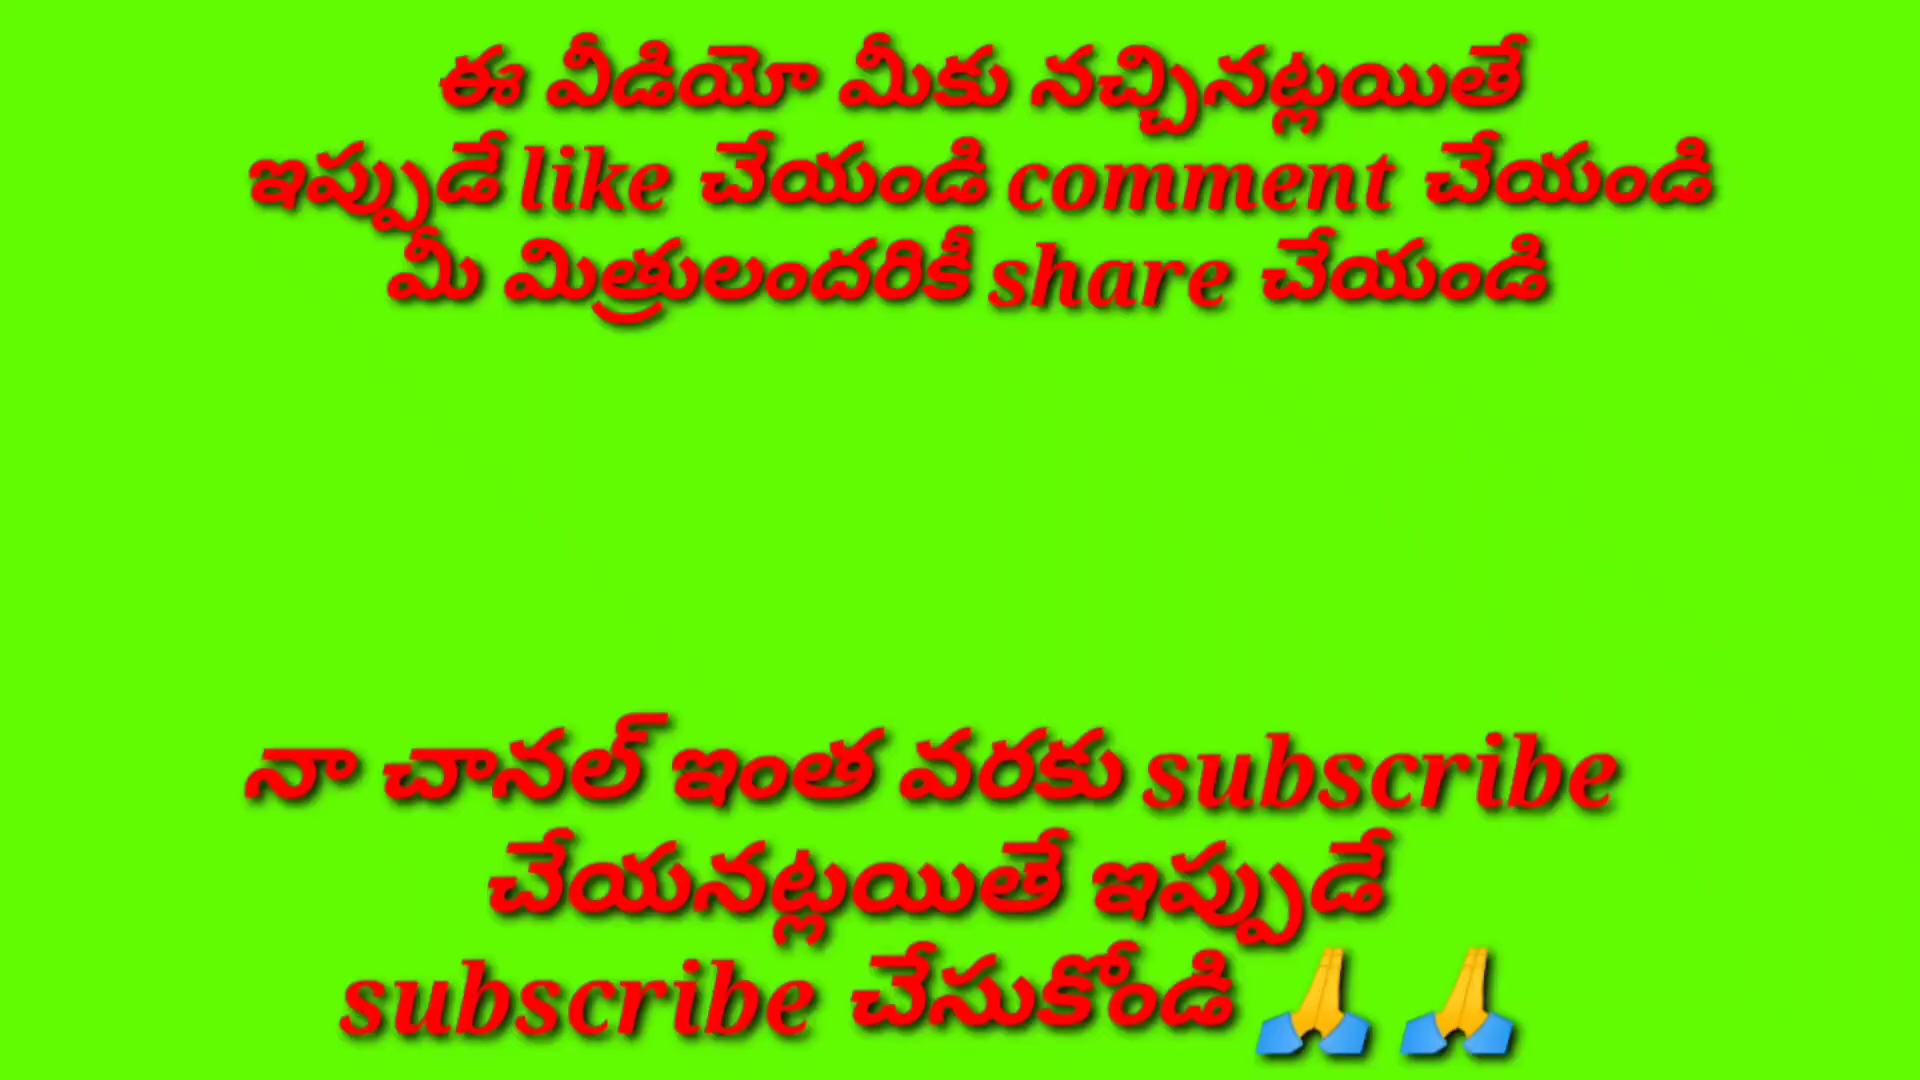 ఈ వీడియో మీకు నచ్చినట్లయితే
ఇప్పుడే like చేయండి comment చేయండి
మీ మిత్రులందరికీ share చేయండి
నా చానల్ ఇంత వరకు subscribe
చేయనట్లయితే ఇప్పుడే
subscribe చేసుకోండి 🙏 🙏